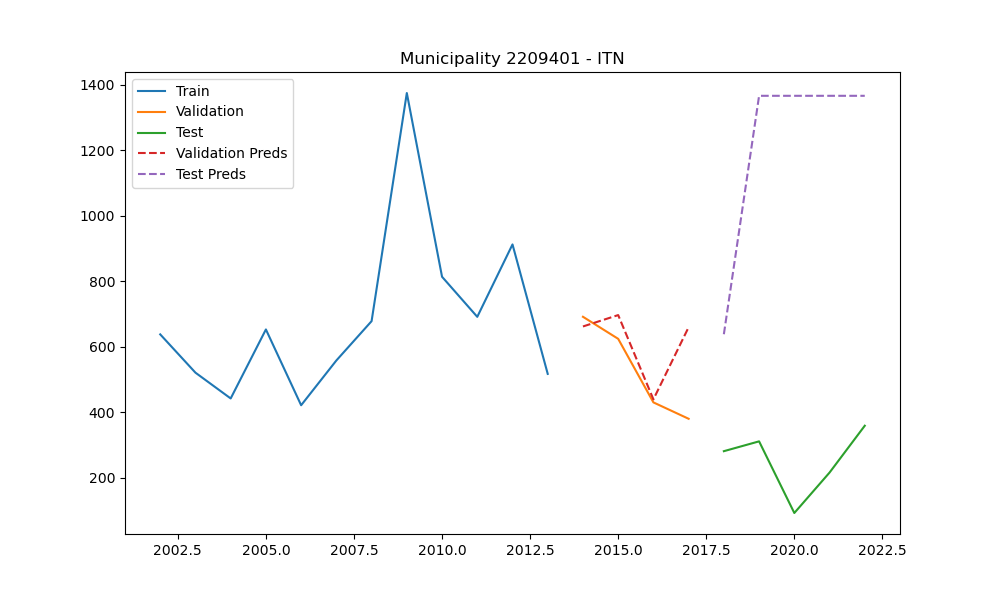 Municipality 2209401 - ITN
Train
Validation
Test
Validation Preds
Test Preds
1400
1200
1000
800
600
400
200
2002.5 2005.0 2007.5 2010.0 2012.5 2015.0 2017.5 2020.0 2022.5